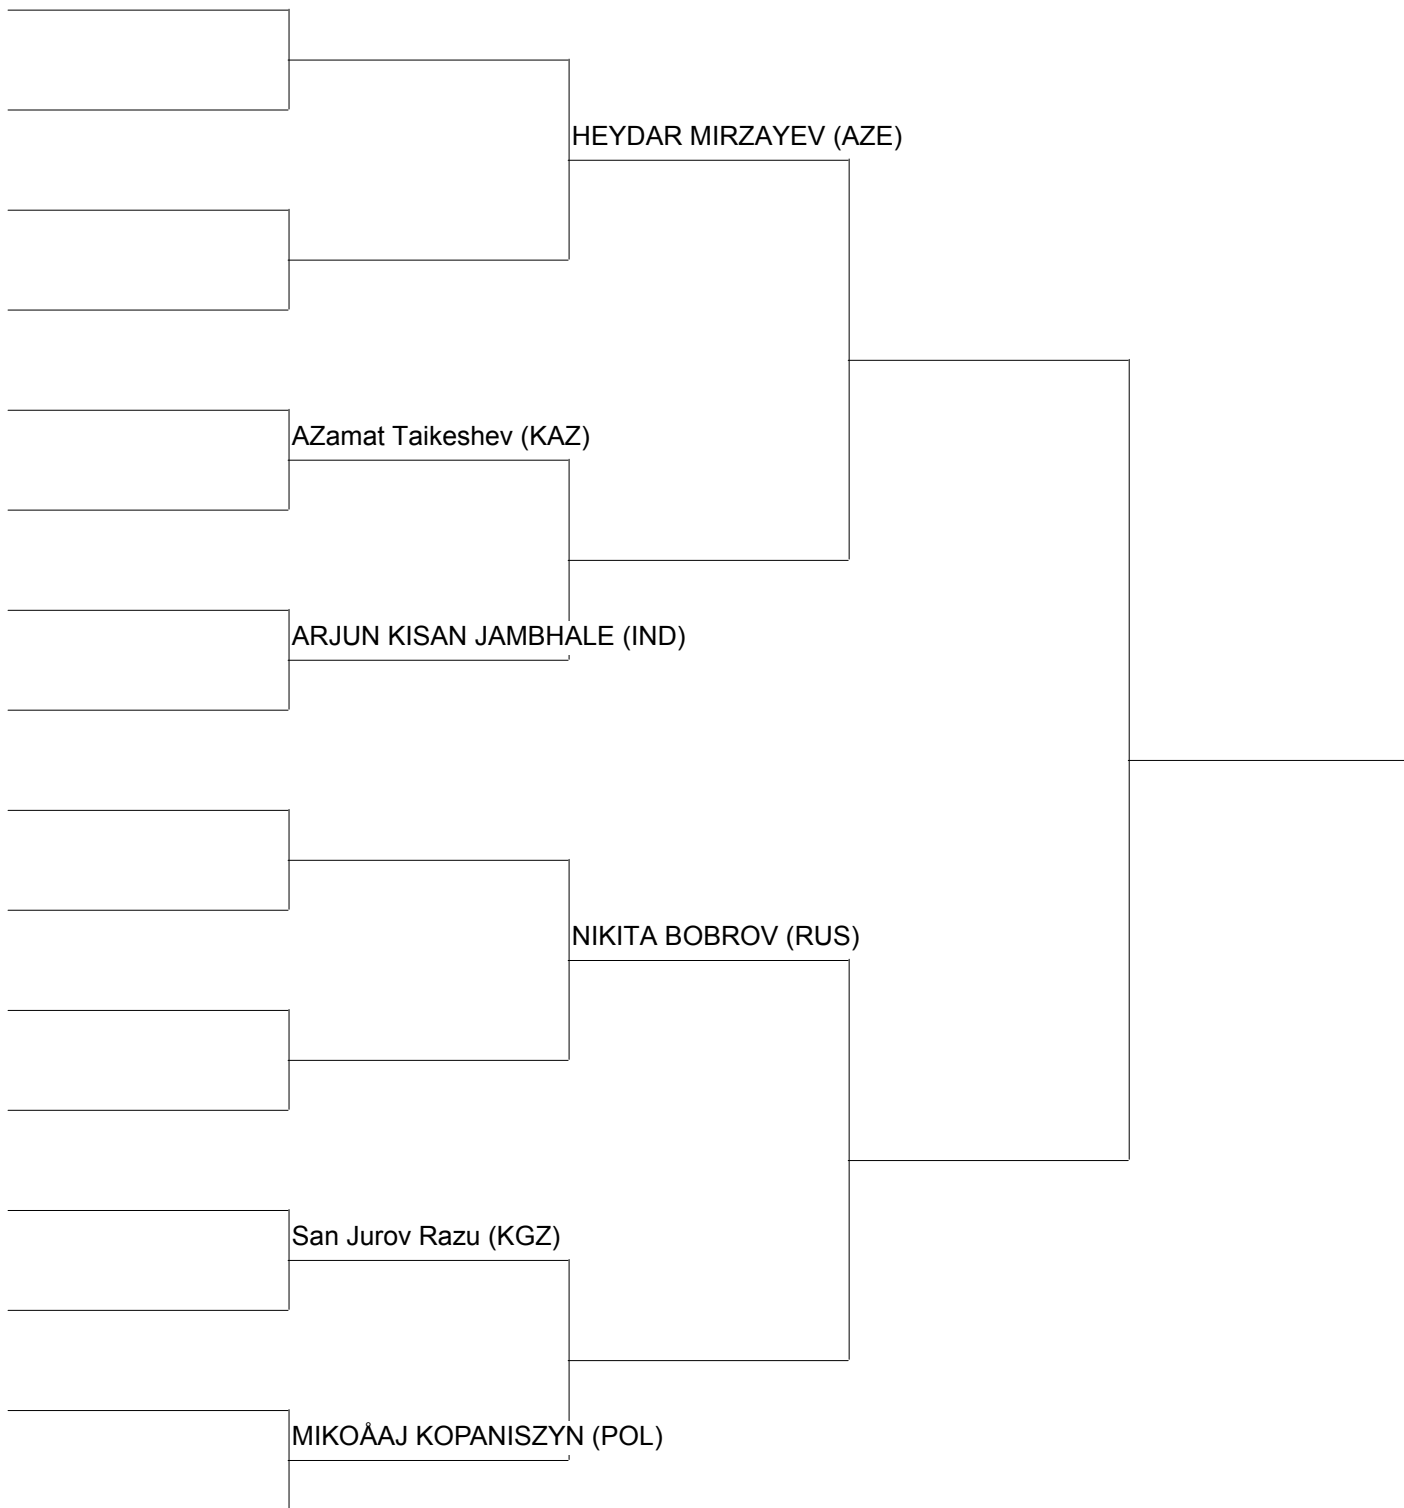 HEYDAR MIRZAYEV (AZE)
AZamat Taikeshev (KAZ)
ARJUN KISAN JAMBHALE (IND)
NIKITA BOBROV (RUS)
San Jurov Razu (KGZ)
MIKOÅAJ KOPANISZYN (POL)